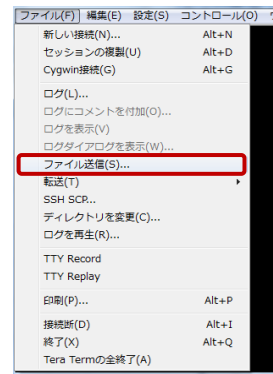 ファイル(F) 編集(E) 設定(S) コントロール(O)
新しい接続(N)... Alt+N
セッションの複製(U) Alt+D
Cygwin接続(G) Alt+G
ログ(L)...
ログにコメントを付加(O)...
ログを表示(V)
ログダイアログを表示(W)...
ファイル送信(S)...
転送(T)
SSH SCP...
ディレクトリを変更(C)...
ログを再生(R)...
TTY Record
TTY Replay
印刷(P)... Alt+P
接続断(D) Alt+I
終了(X) Alt+Q
Tera Termの全終了(A)